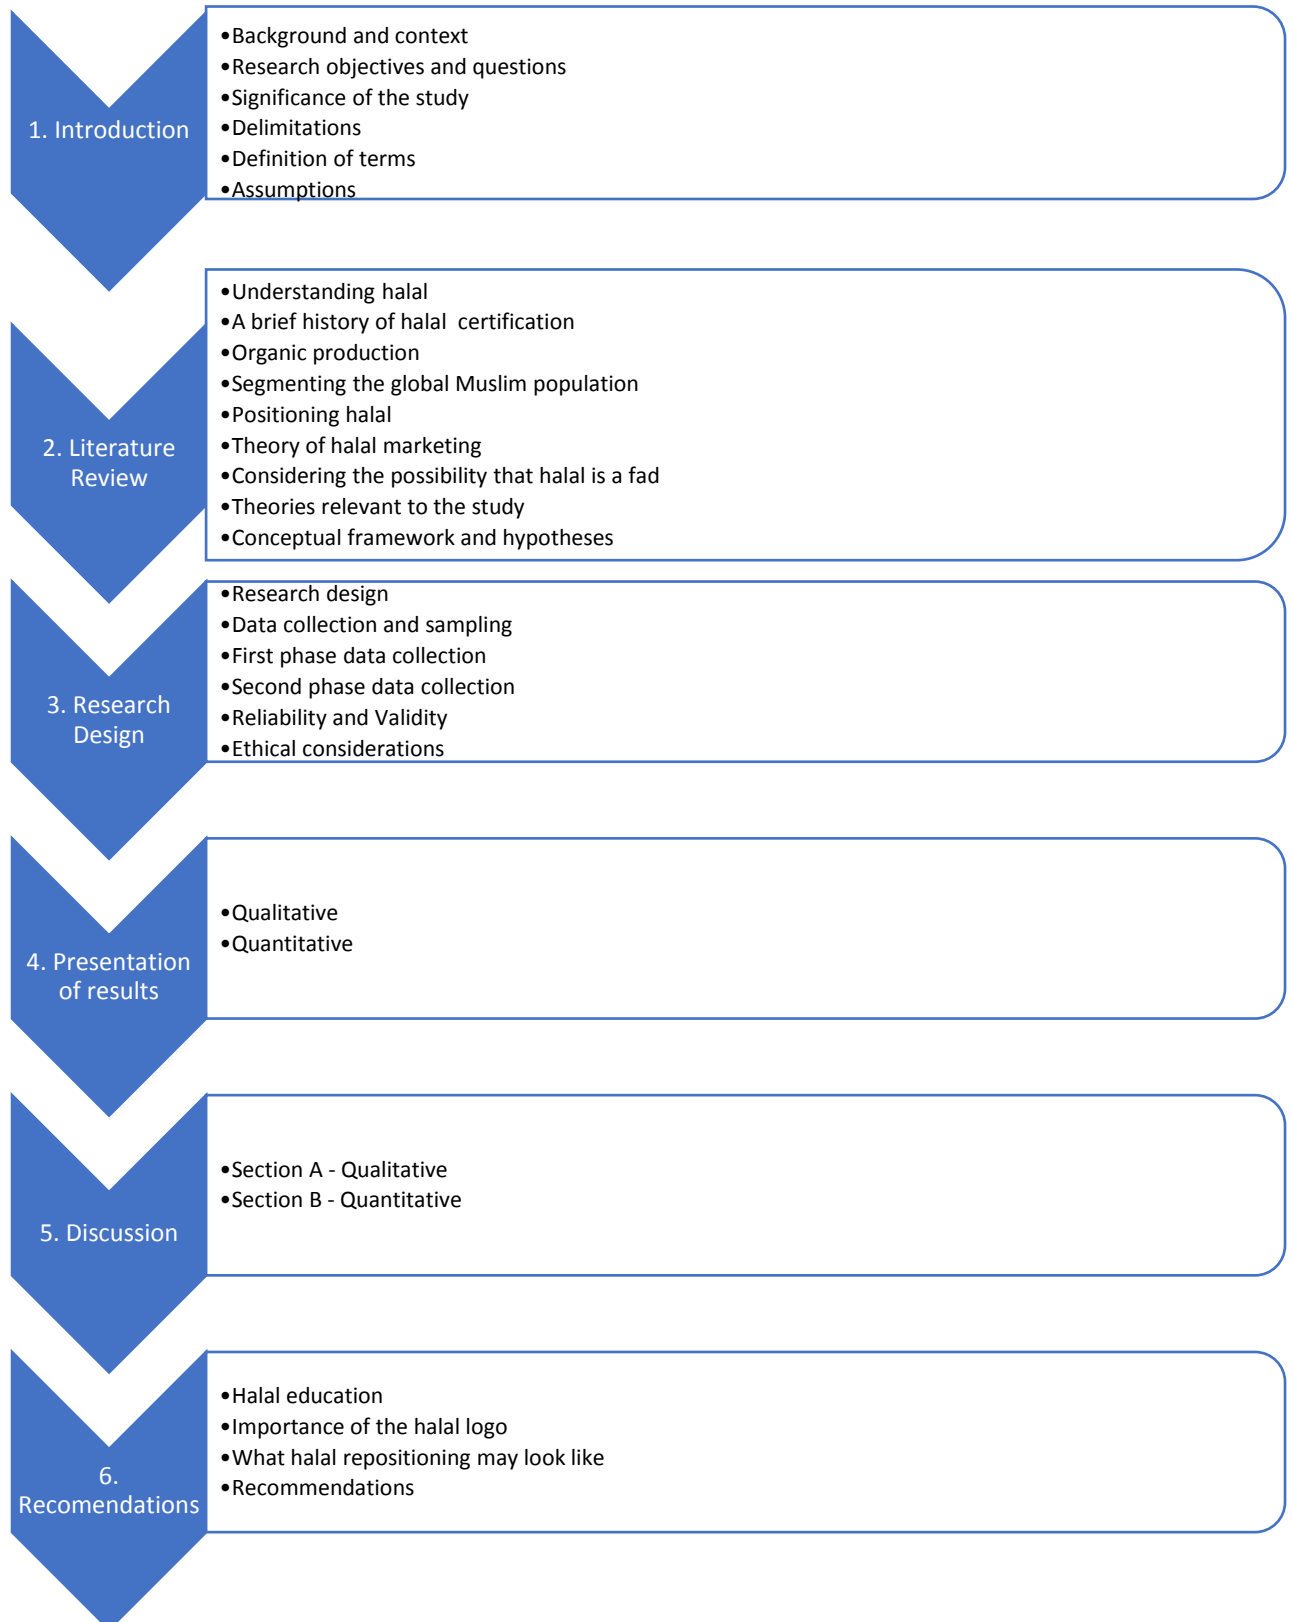 1. Introduction
•Background and context
•Research objectives and questions
•Significance of the study
•Delimitations
•Definition of terms
•Assumptions
2. Literature
Review
•Understanding halal
•A brief history of halal  certification
•Organic production
•Segmenting the global Muslim population
•Positioning halal
•Theory of halal marketing
•Considering the possibility that halal is a fad
•Theories relevant to the study
•Conceptual framework and hypotheses
3. Research
Design
•Research design
•Data collection and sampling
•First phase data collection
•Second phase data collection
•Reliability and Validity
•Ethical considerations
4. Presentation
of results
•Qualitative
•Quantitative
5. Discussion
•Section A - Qualitative
•Section B - Quantitative
6.
Recomendations
•Halal education
•Importance of the halal logo
•What halal repositioning may look like
•Recommendations